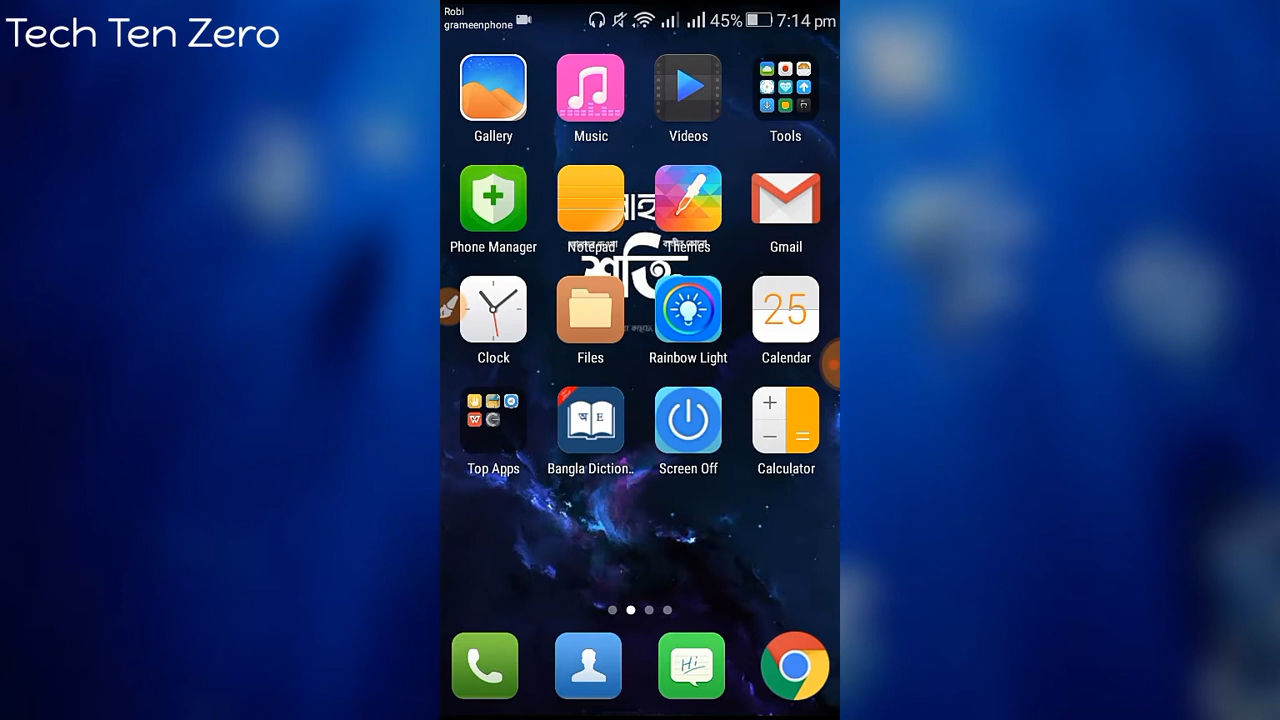 Tech Ten Zero
Robi
grameenphone
45% 7:14 pm
Gallery Music Videos Tools
Phone Manager Notepad Themes Gmail
শক্তি
25
Clock Files Rainbow Light Calendar
অ E
Top Apps Bangla Diction.. Screen Off Calculator
Hi